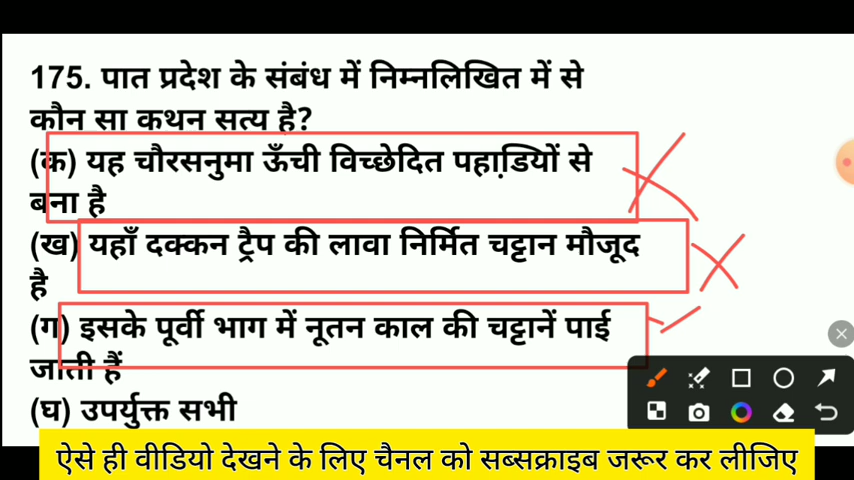 175. पात प्रदेश के संबंध में निम्नलिखित में से
कौन सा कथन सत्य है?
(क) यह चौरसनुमा ऊँची विच्छेदित पहाडि़यों से
बना है
(ख) यहाँ दक्कन ट्रैप की लावा निर्मित चट्टान मौजूद
है
(ग) इसके पूर्वी भाग में नूतन काल की चट्टानें पाई
जाती हैं
(घ) उपर्युक्त सभी
ऐसे ही वीडियो देखने के लिए चैनल को सब्सक्राइब जरूर कर लीजिए